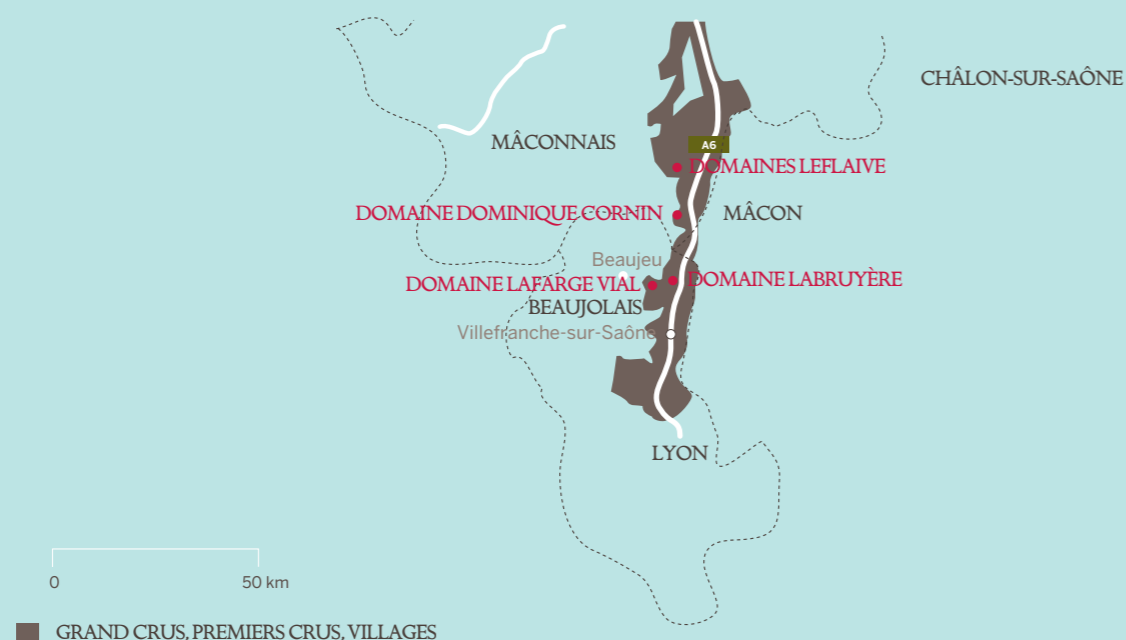 CHÂLON-SUR-SAÔNE
MÂCONNAIS
A6
DOMAINES LEFLAIVE
DOMAINE DOMINIQUE CORNIN
MÂCON
Beaujeu
DOMAINE LAFARGE VIAL
DOMAINE LABRUYÈRE
BEAUJOLAIS
Villefranche-sur-Saône
LYON
0
50 km
GRAND CRUS, PREMIERS CRUS, VILLAGES